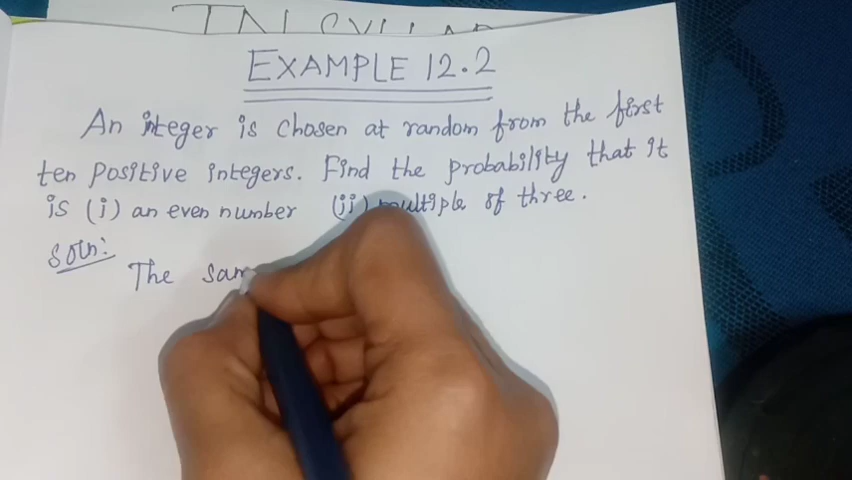 EXAMPLE 12.2
An integer is chosen at random from the first
ten positive integers. Find the probability that it
is (i) an even number (ii) multiple of three.
Soln:
The sam